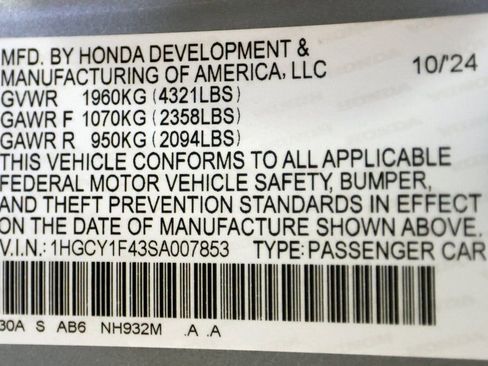 MFD. BY HONDA DEVELOPMENT &
MANUFACTURING OF AMERICA, LLC 10/24
GVWR 1960KG (4321LBS)
GAWR F 1070KG (2358LBS)
GAWR R 950KG (2094LBS)
THIS VEHICLE CONFORMS TO ALL APPLICABLE
FEDERAL MOTOR VEHICLE SAFETY, BUMPER,
AND THEFT PREVENTION STANDARDS IN EFFECT
ON THE DATE OF MANUFACTURE SHOWN ABOVE.
V.I.N.: 1HGCY1F43SA007853 TYPE: PASSENGER CAR
30A S AB6 NH932M .A .A